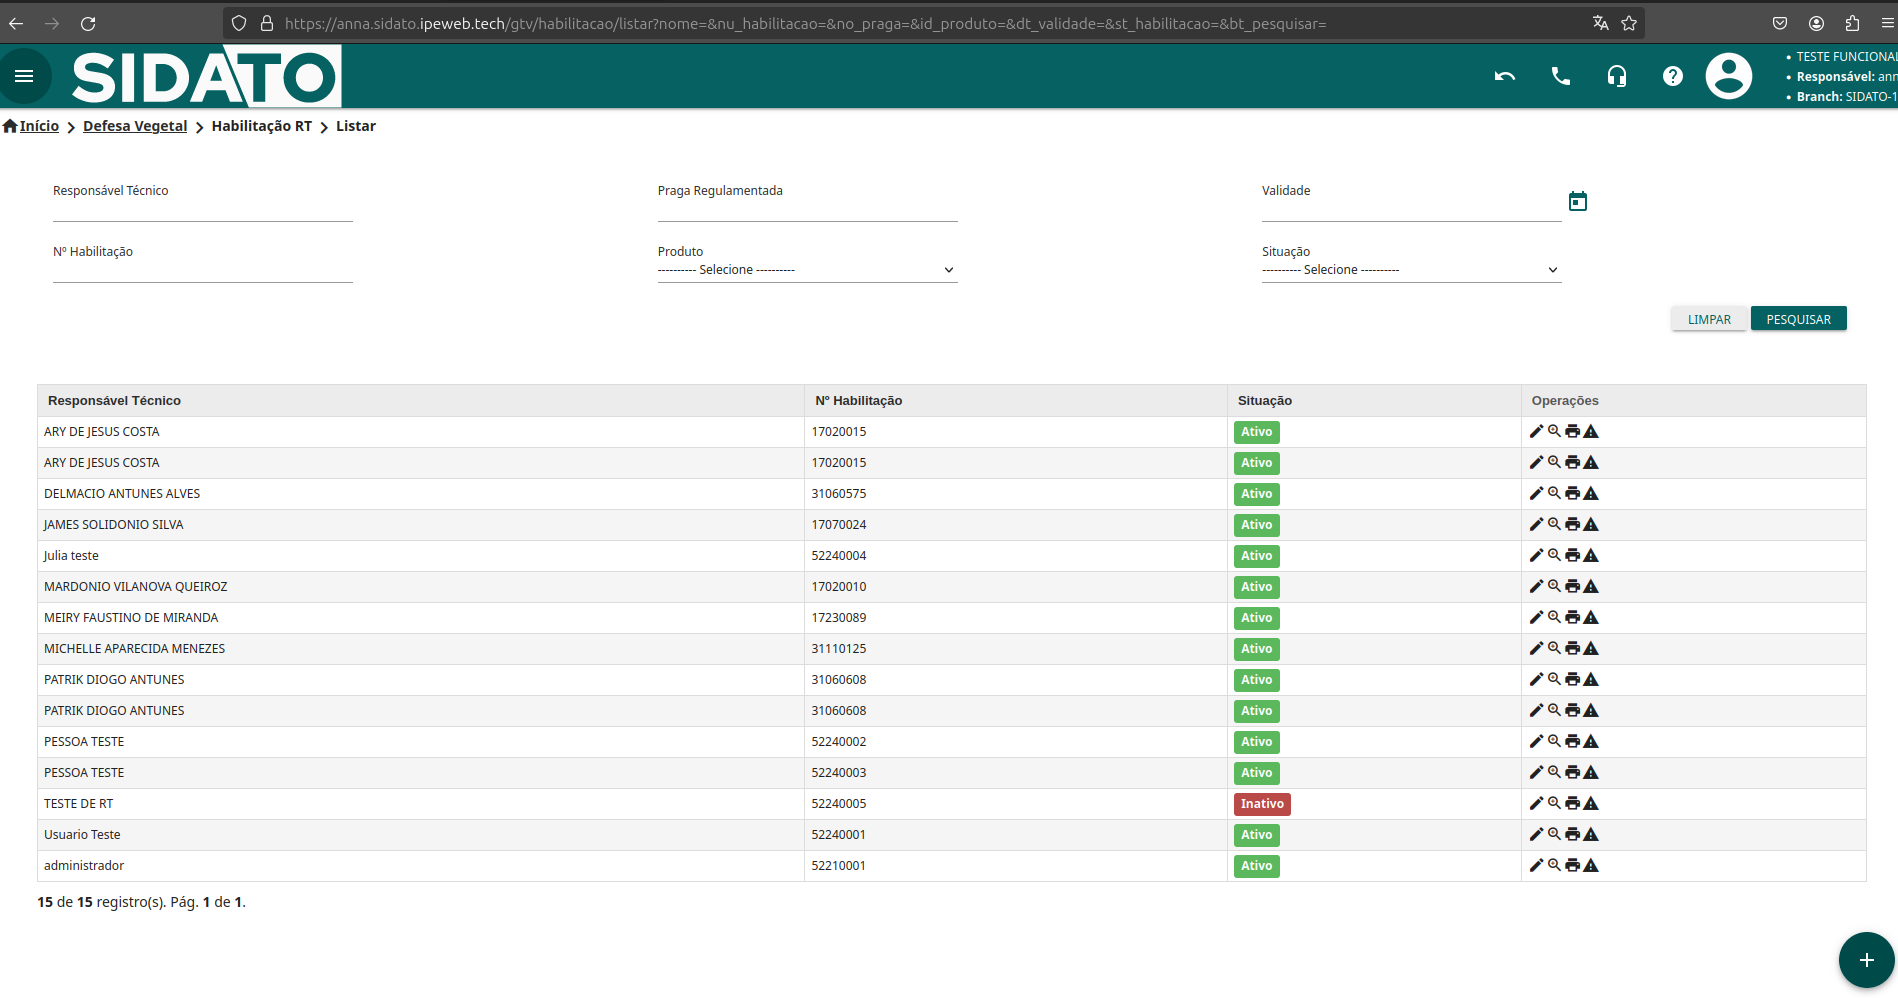 https://anna.sidato.ipeweb.tech/gtv/habilitacao/listar?nome=&nu_habilitacao=&no_praga=&id_produto=&dt_validade=&st_habilitacao=&bt_pesquisar=
SIDATO
TESTE FUNCIONAL
Responsável: ann
Branch: SIDATO-1
Início > Defesa Vegetal > Habilitação RT > Listar
Responsável Técnico Praga Regulamentada Validade
Nº Habilitação Produto Situação
---------- Selecione ---------- ---------- Selecione ----------
LIMPAR PESQUISAR
Responsável Técnico Nº Habilitação Situação Operações
ARY DE JESUS COSTA 17020015 Ativo
ARY DE JESUS COSTA 17020015 Ativo
DELMACIO ANTUNES ALVES 31060575 Ativo
JAMES SOLIDONIO SILVA 17070024 Ativo
Julia teste 52240004 Ativo
MARDONIO VILANOVA QUEIROZ 17020010 Ativo
MEIRY FAUSTINO DE MIRANDA 17230089 Ativo
MICHELLE APARECIDA MENEZES 31110125 Ativo
PATRIK DIOGO ANTUNES 31060608 Ativo
PATRIK DIOGO ANTUNES 31060608 Ativo
PESSOA TESTE 52240002 Ativo
PESSOA TESTE 52240003 Ativo
TESTE DE RT 52240005 Inativo
Usuario Teste 52240001 Ativo
administrador 52210001 Ativo
15 de 15 registro(s). Pág. 1 de 1.